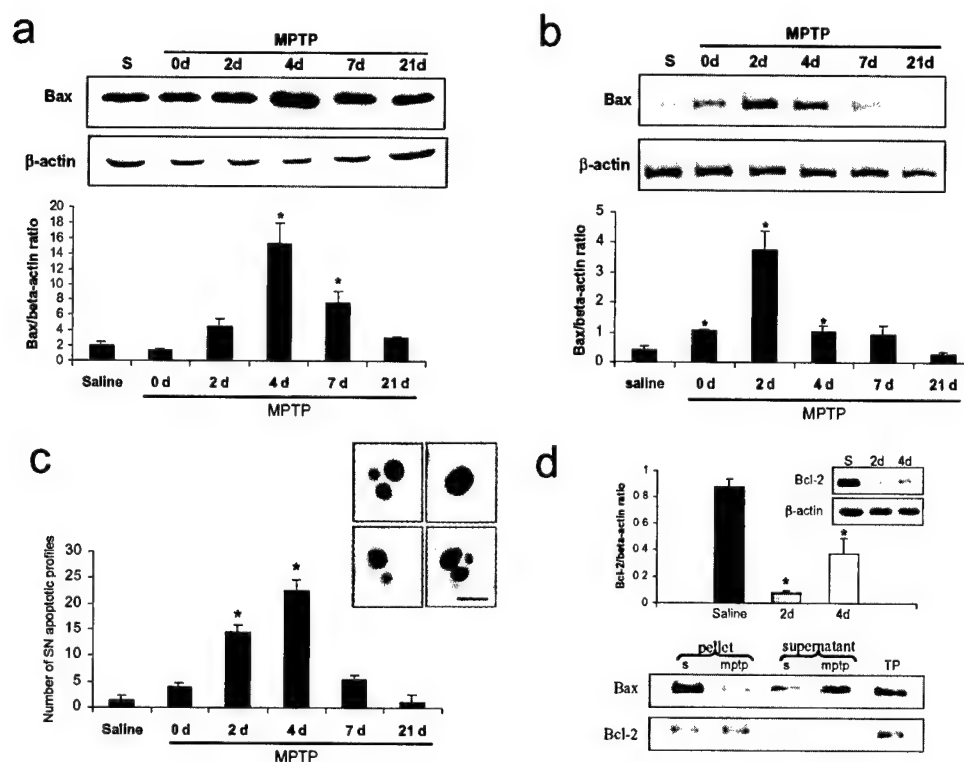 a
MPTP
S 0d 2d 4d 7d 21d
Bax
β-actin
Bax/beta-actin ratio
20
18
16
14
12
10
8
6
4
2
0
*
*
Saline 0 d 2 d 4 d 7 d 21 d
MPTP
b
MPTP
S 0d 2d 4d 7d 21d
Bax
β-actin
Bax/beta-actin ratio
5
4
3
2
1
0
*
*
*
saline 0 d 2 d 4 d 7 d 21 d
MPTP
c
Number of SN apoptotic profiles
30
25
20
15
10
5
0
*
*
Saline 0 d 2 d 4 d 7 d 21 d
MPTP
d
Bcl-2/beta-actin ratio
1
0.8
0.6
0.4
0.2
0
*
*
Saline 2d 4d
S 2d 4d
Bcl-2
β-actin
pellet supernatant
s mptp s mptp TP
Bax
Bcl-2